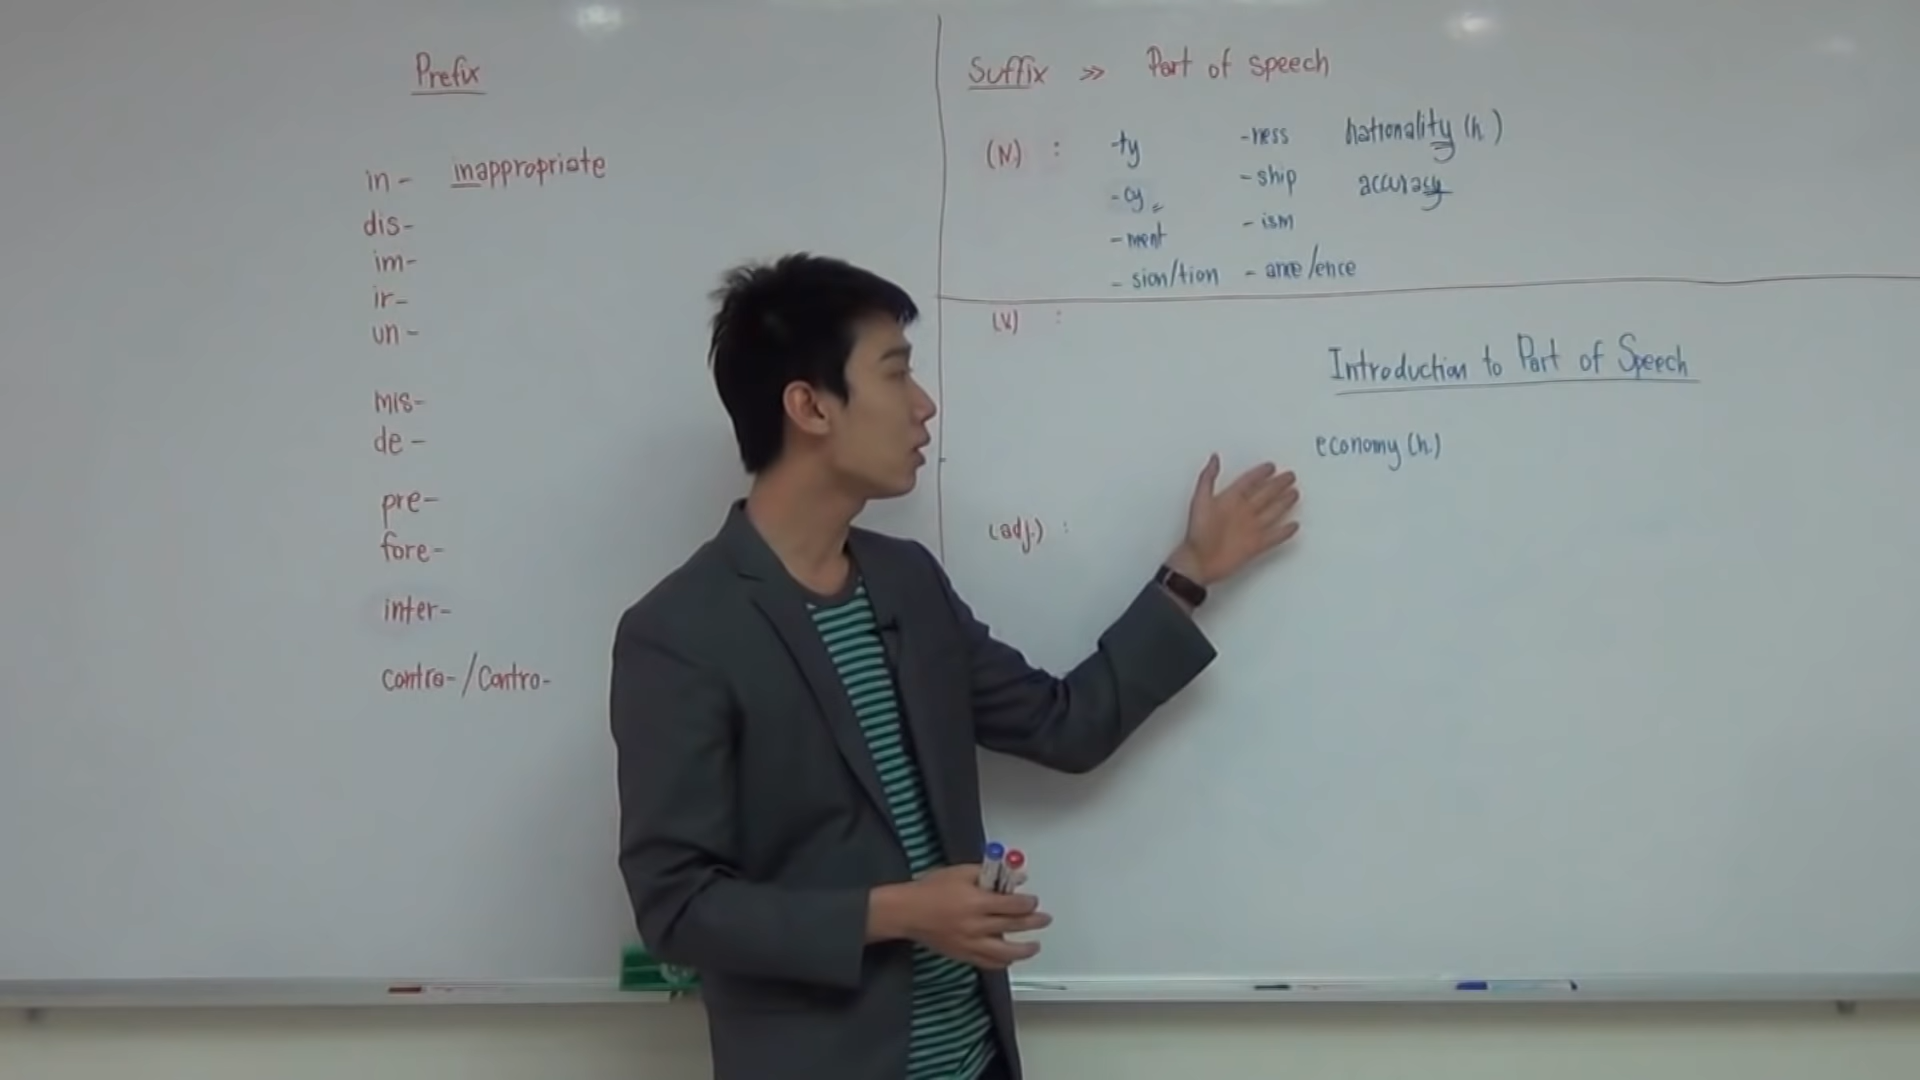 Prefix
in- inappropriate
dis-
im-
ir-
un-
mis-
de-
pre-
fore-
inter-
contra-/Contro-
Suffix >> Part of speech
(N.) : -ty -ness nationality (n.)
-cy -ship accuracy
-ment -ism
-sion/tion -ance/ence
(V.) :
Introduction to Part of Speech
economy (n.)
(adj.) :